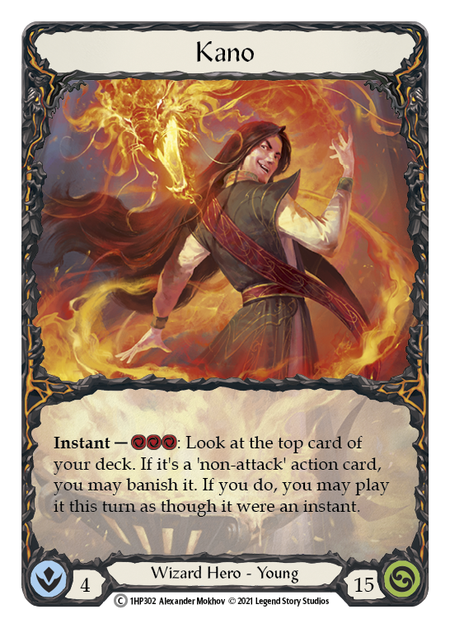 Kano
Instant — : Look at the top card of
your deck. If it's a 'non-attack' action card,
you may banish it. If you do, you may play
it this turn as though it were an instant.
4
Wizard Hero - Young
15
C 1HP302 Alexander Mokhov © 2021 Legend Story Studios